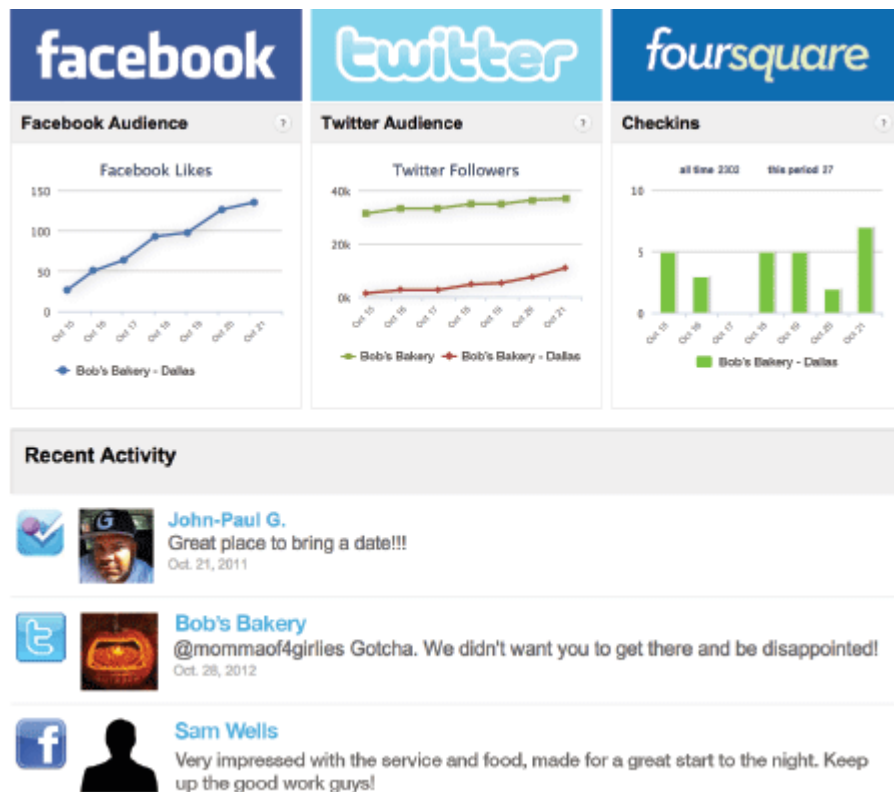 facebook
twitter
foursquare
Facebook Audience ?
Twitter Audience ?
Checkins ?
Facebook Likes
150
100
50
0
Oct 15 Oct 16 Oct 17 Oct 18 Oct 19 Oct 20 Oct 21
Bob's Bakery - Dallas
Twitter Followers
40k
20k
0k
Oct 15 Oct 16 Oct 17 Oct 18 Oct 19 Oct 20 Oct 21
Bob's Bakery Bob's Bakery - Dallas
all time 2302 this period 27
10
5
0
Oct 15 Oct 16 Oct 17 Oct 18 Oct 19 Oct 20 Oct 21
Bob's Bakery - Dallas
Recent Activity
John-Paul G.
Great place to bring a date!!!
Oct. 21, 2011
Bob's Bakery
@mommaof4girlies Gotcha. We didn't want you to get there and be disappointed!
Oct. 28, 2012
Sam Wells
Very impressed with the service and food, made for a great start to the night. Keep
up the good work guys!